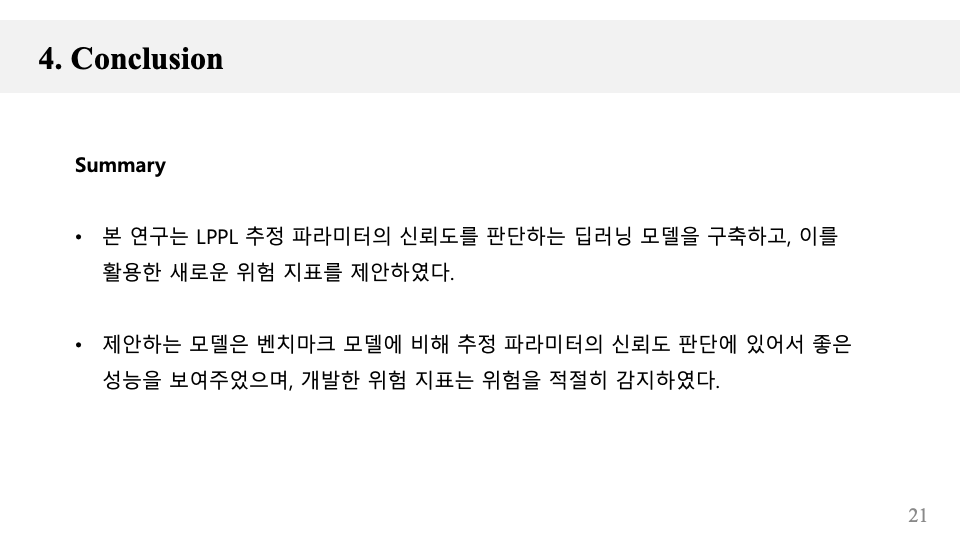 4. Conclusion
Summary
• 본 연구는 LPPL 추정 파라미터의 신뢰도를 판단하는 딥러닝 모델을 구축하고, 이를
활용한 새로운 위험 지표를 제안하였다.
• 제안하는 모델은 벤치마크 모델에 비해 추정 파라미터의 신뢰도 판단에 있어서 좋은
성능을 보여주었으며, 개발한 위험 지표는 위험을 적절히 감지하였다.
21